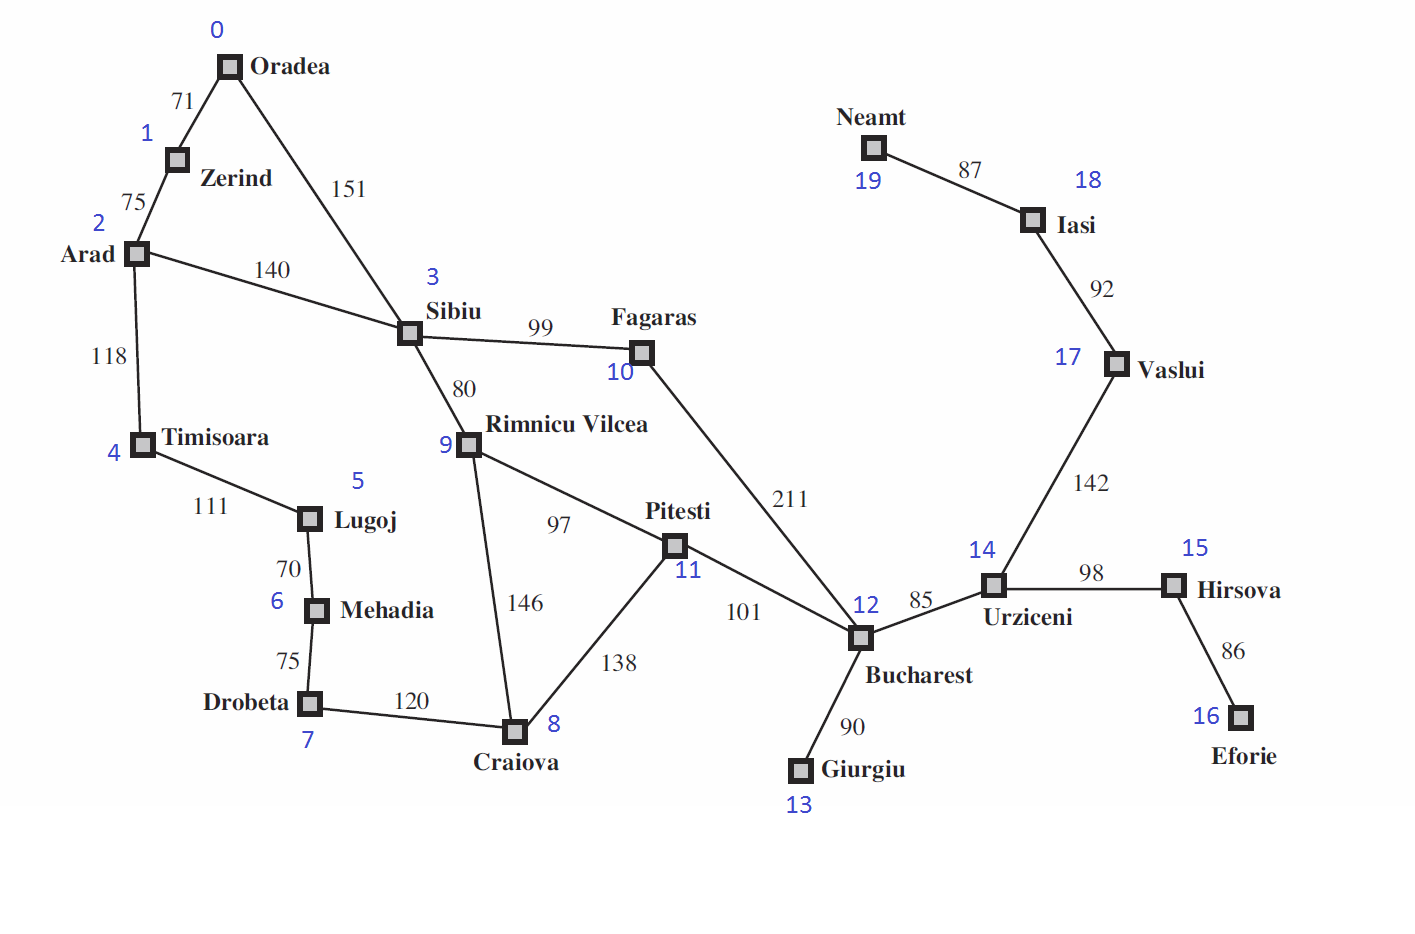 0
Oradea
71
1
Zerind
151
75
2
Arad
140
3
Sibiu
99
Fagaras
10
118
80
Rimnicu Vilcea
9
Timisoara
4
111
5
Lugoj
97
Pitesti
11
211
70
6
Mehadia
146
101
12
85
75
138
Bucharest
Drobeta
120
7
8
Craiova
90
Giurgiu
13
Neamt
19
87
18
Iasi
92
17
Vaslui
142
14
98
15
Hirsova
Urziceni
86
16
Eforie